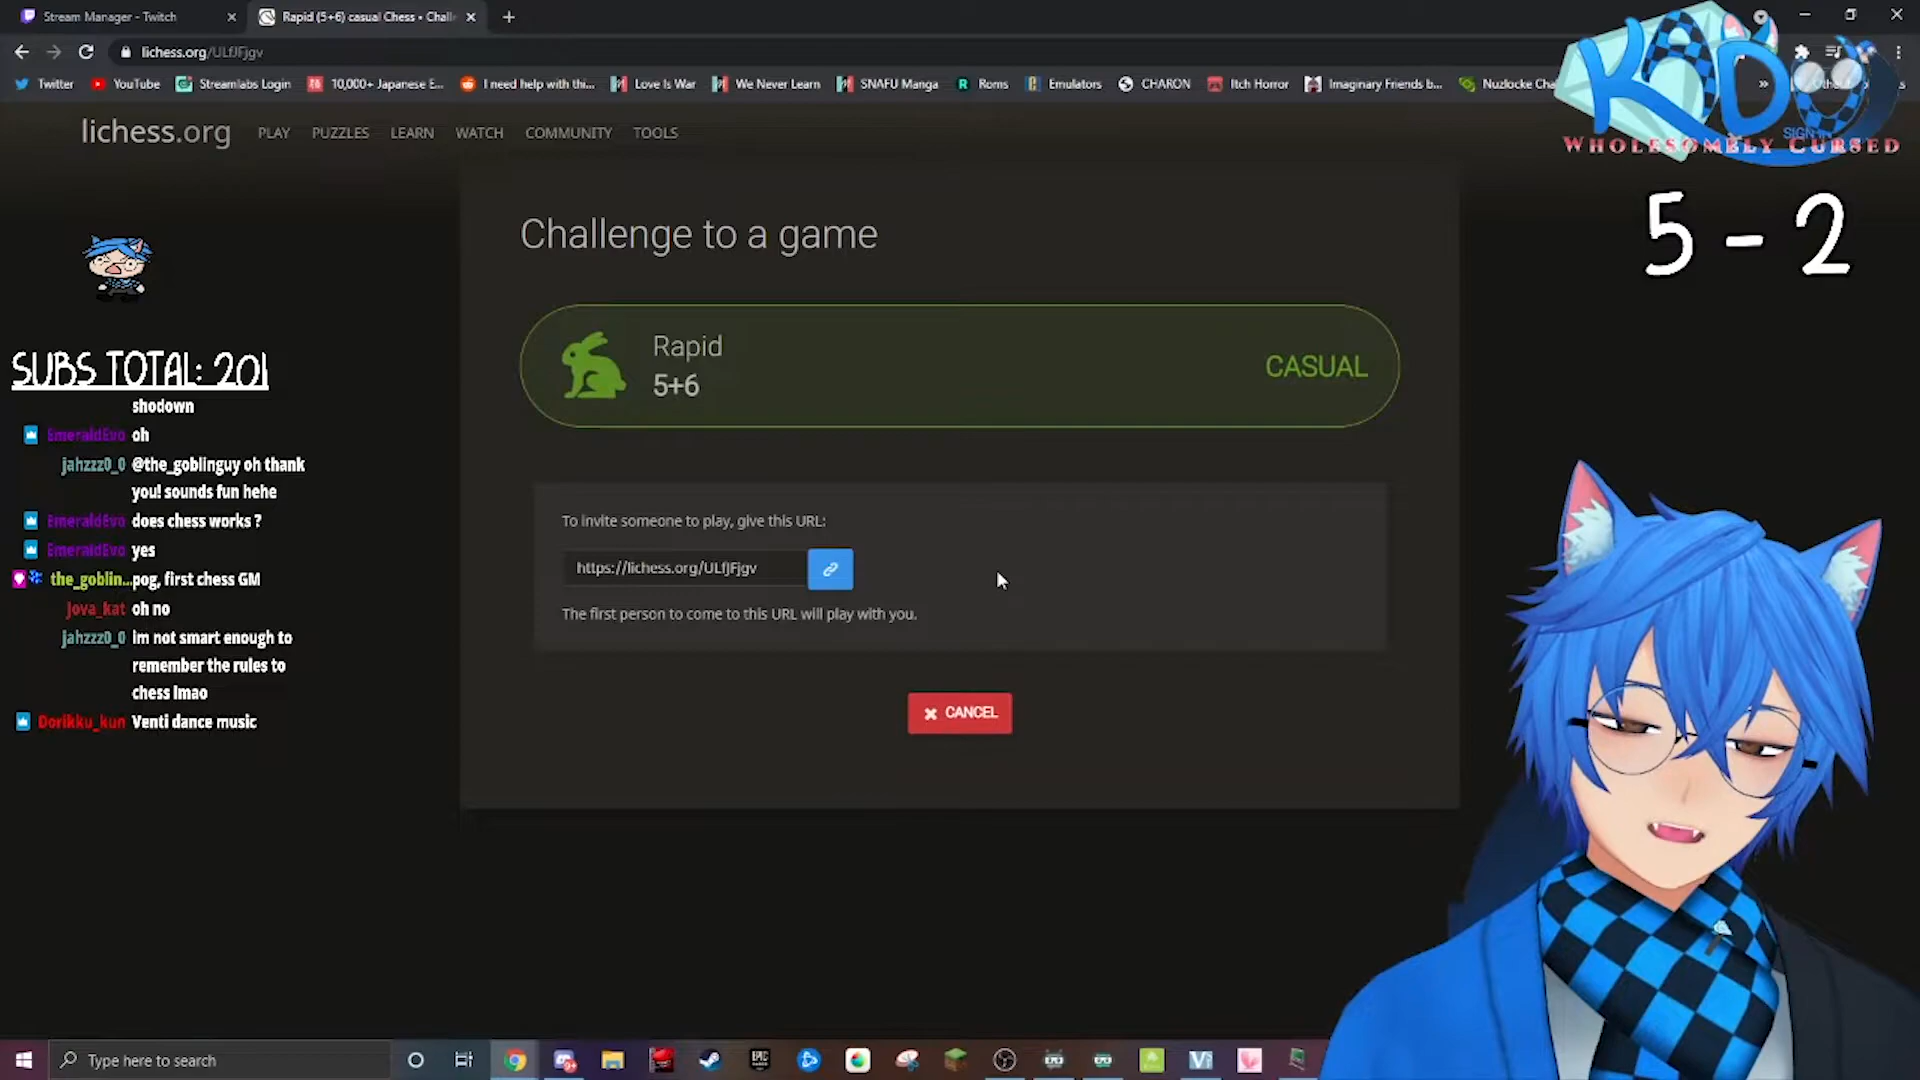 Stream Manager - Twitch
Rapid (5+6) casual Chess • Chall
lichess.org/ULfJFjgv
Twitter YouTube Streamlabs Login 10,000+ Japanese E... I need help with thi... Love Is War We Never Learn SNAFU Manga Roms Emulators CHARON Itch Horror Imaginary Friends b... Nuzlocke Cha
KADO
WHOLESOMELY CURSED
lichess.org PLAY PUZZLES LEARN WATCH COMMUNITY TOOLS
SIGN IN
5 - 2
Challenge to a game
Rapid
5+6
CASUAL
To invite someone to play, give this URL:
https://lichess.org/ULfJFjgv
The first person to come to this URL will play with you.
CANCEL
SUBS TOTAL: 201
shodown
EmeraldEvo oh
jahzzz0_0 @the_goblinguy oh thank
you! sounds fun hehe
EmeraldEvo does chess works ?
EmeraldEvo yes
the_goblin... pog, first chess GM
Jova_kat oh no
jahzzz0_0 im not smart enough to
remember the rules to
chess lmao
Dorikku_kun Venti dance music
Type here to search